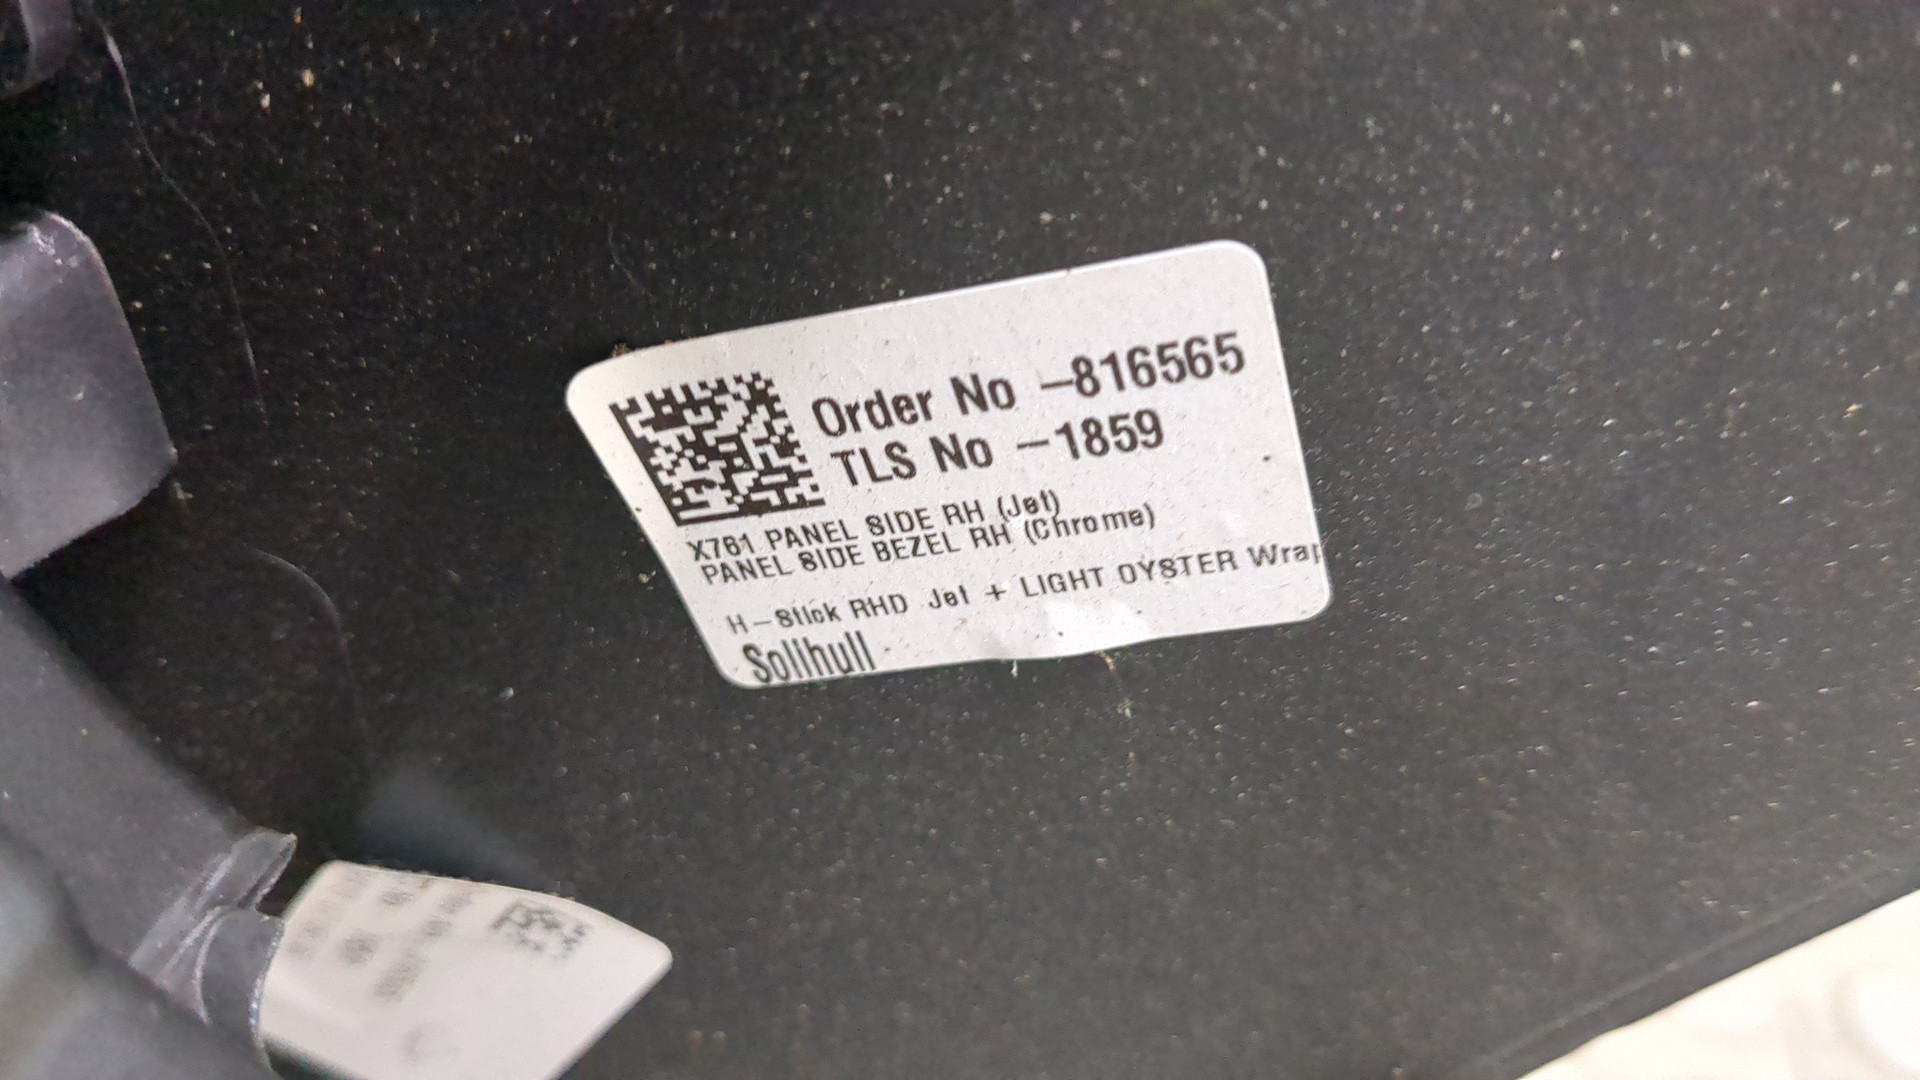 Order No -816565
TLS No -1859
X761 PANEL SIDE RH (Jet)
PANEL SIDE BEZEL RH (Chrome)
H-Stick RHD Jet + LIGHT OYSTER Wrap
Solihull